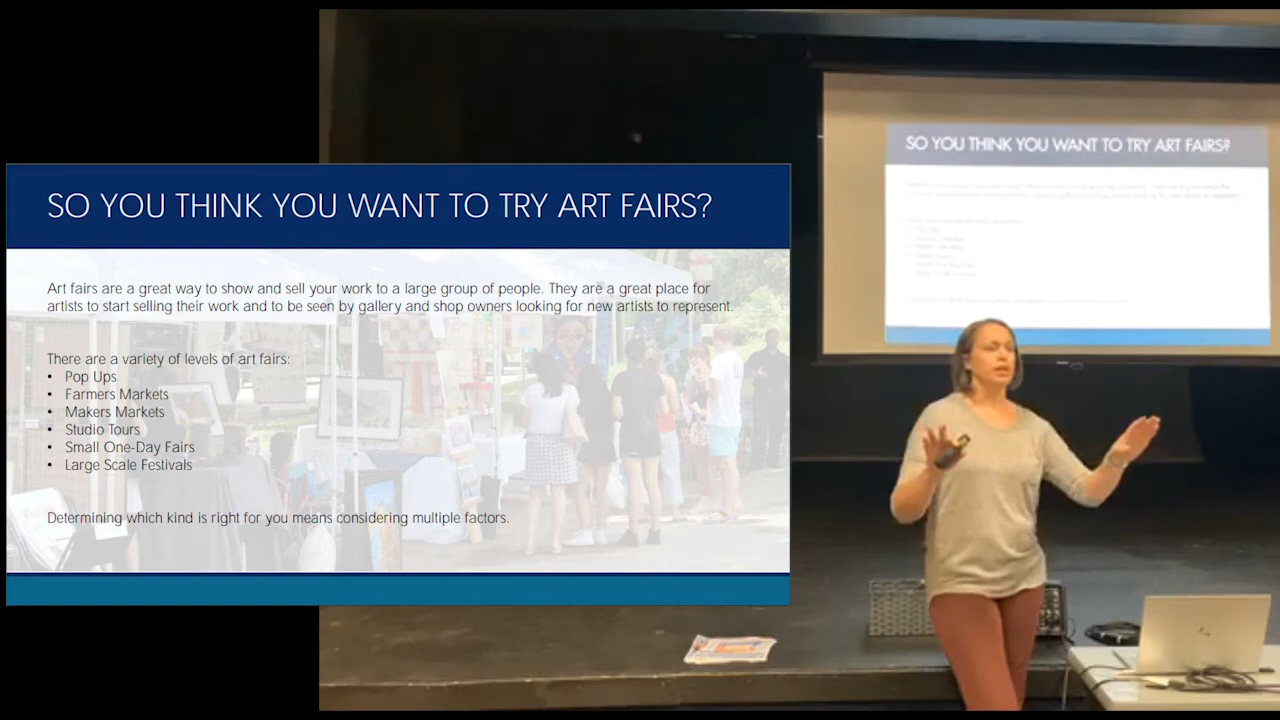 SO YOU THINK YOU WANT TO TRY ART FAIRS?
Art fairs are a great way to show and sell your work to a large group of people. They are a great place for
artists to start selling their work and to be seen by gallery and shop owners looking for new artists to represent.
There are a variety of levels of art fairs:
• Pop Ups
• Farmers Markets
• Makers Markets
• Studio Tours
• Small One-Day Fairs
• Large Scale Festivals
Determining which kind is right for you means considering multiple factors.
SO YOU THINK YOU WANT TO TRY ART FAIRS?